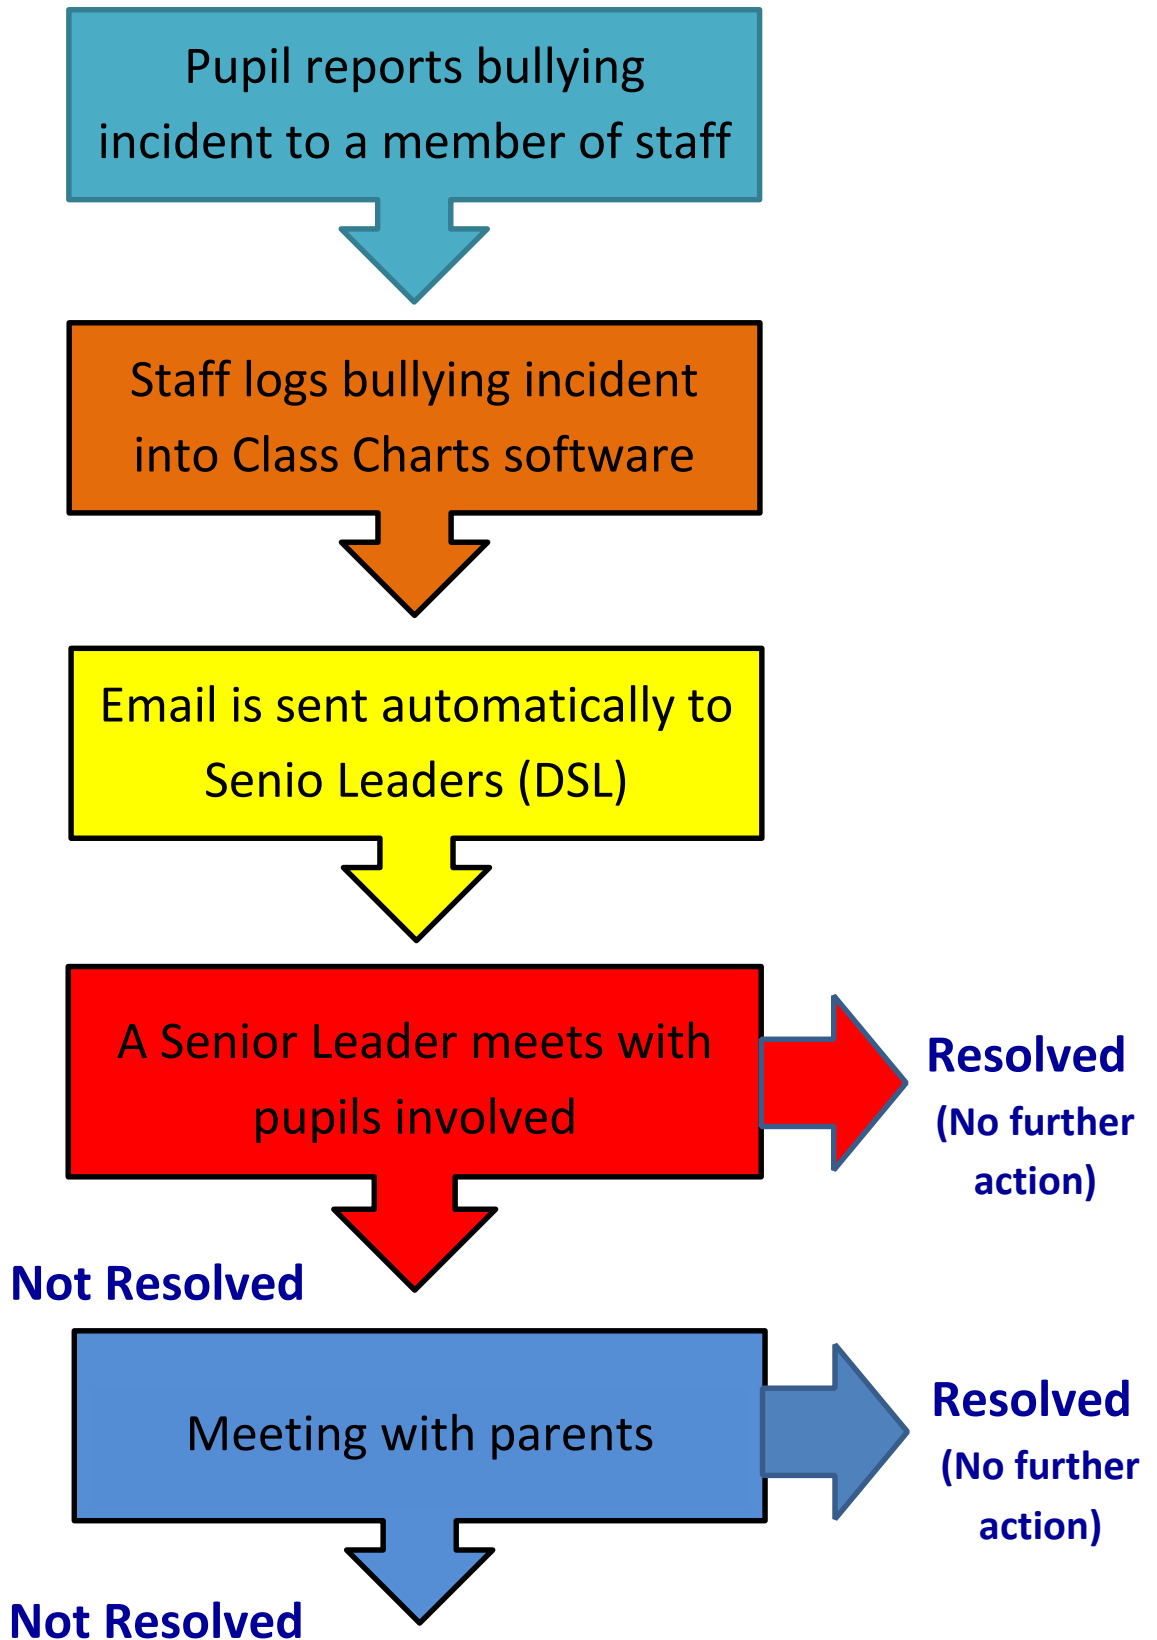 Pupil reports bullying
incident to a member of staff
Staff logs bullying incident
into Class Charts software
Email is sent automatically to
Senio Leaders (DSL)
A Senior Leader meets with
pupils involved
Resolved
(No further
action)
Not Resolved
Meeting with parents
Resolved
(No further
action)
Not Resolved